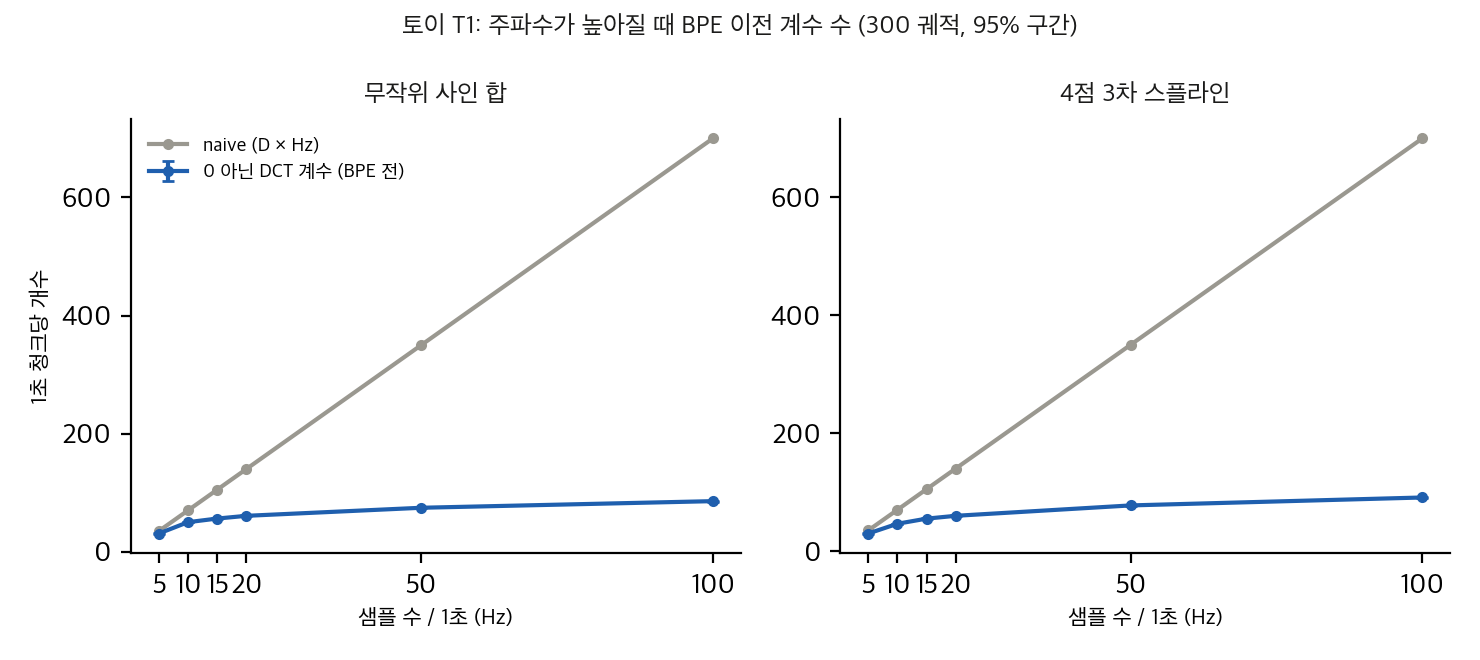 토이 T1: 주파수가 높아질 때 BPE 이전 계수 수 (300 궤적, 95% 구간)
무작위 사인 합
naive (D × Hz)
0 아닌 DCT 계수 (BPE 전)
600
400
200
0
1초 청크당 개수
5 10 15 20 50 100
샘플 수 / 1초 (Hz)
4점 3차 스플라인
600
400
200
0
5 10 15 20 50 100
샘플 수 / 1초 (Hz)